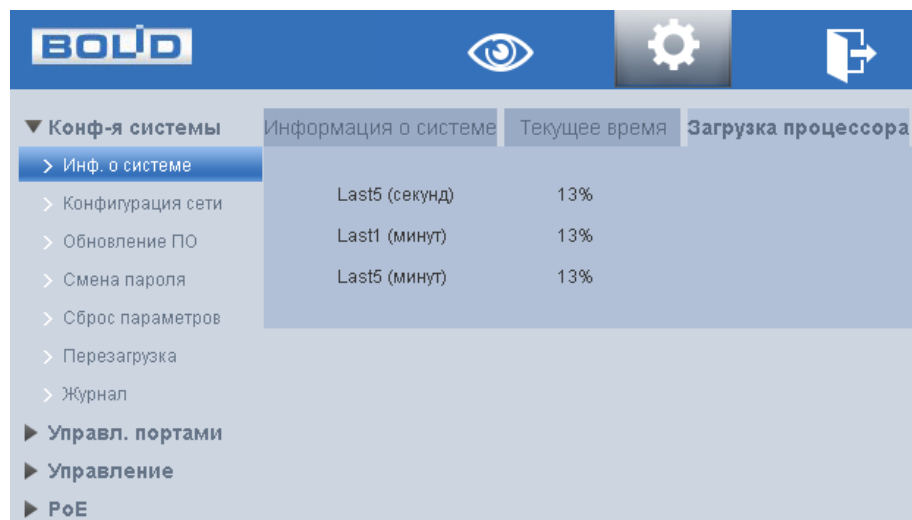 BOLID
Конф-я системы
Информация о системе Текущее время Загрузка процессора
Инф. о системе
Конфигурация сети
Обновление ПО
Смена пароля
Сброс параметров
Перезагрузка
Журнал
Управл. портами
Управление
PoE
Last5 (секунд) 13%
Last1 (минут) 13%
Last5 (минут) 13%